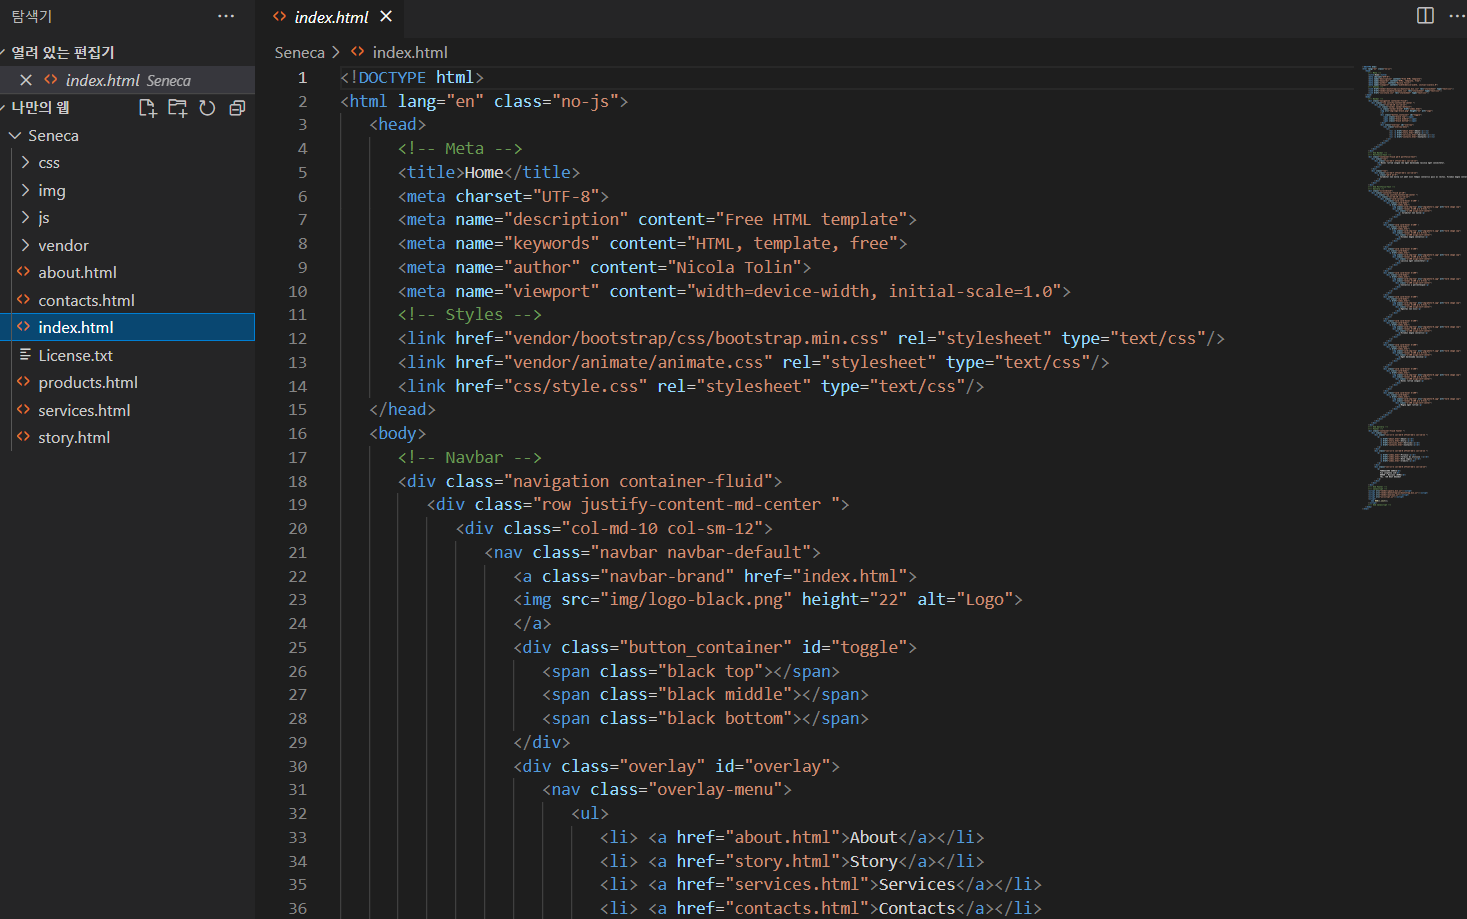 탐색기 ···
열려 있는 편집기
index.html Seneca
나만의 웹
Seneca
css
img
js
vendor
about.html
contacts.html
index.html
License.txt
products.html
services.html
story.html
index.html
Seneca > index.html
1 <!DOCTYPE html>
2 <html lang="en" class="no-js">
3 <head>
4 <!-- Meta -->
5 <title>Home</title>
6 <meta charset="UTF-8">
7 <meta name="description" content="Free HTML template">
8 <meta name="keywords" content="HTML, template, free">
9 <meta name="author" content="Nicola Tolin">
10 <meta name="viewport" content="width=device-width, initial-scale=1.0">
11 <!-- Styles -->
12 <link href="vendor/bootstrap/css/bootstrap.min.css" rel="stylesheet" type="text/css"/>
13 <link href="vendor/animate/animate.css" rel="stylesheet" type="text/css"/>
14 <link href="css/style.css" rel="stylesheet" type="text/css"/>
15 </head>
16 <body>
17 <!-- Navbar -->
18 <div class="navigation container-fluid">
19 <div class="row justify-content-md-center ">
20 <div class="col-md-10 col-sm-12">
21 <nav class="navbar navbar-default">
22 <a class="navbar-brand" href="index.html">
23 <img src="img/logo-black.png" height="22" alt="Logo">
24 </a>
25 <div class="button_container" id="toggle">
26 <span class="black top"></span>
27 <span class="black middle"></span>
28 <span class="black bottom"></span>
29 </div>
30 <div class="overlay" id="overlay">
31 <nav class="overlay-menu">
32 <ul>
33 <li> <a href="about.html">About</a></li>
34 <li> <a href="story.html">Story</a></li>
35 <li> <a href="services.html">Services</a></li>
36 <li> <a href="contacts.html">Contacts</a></li>